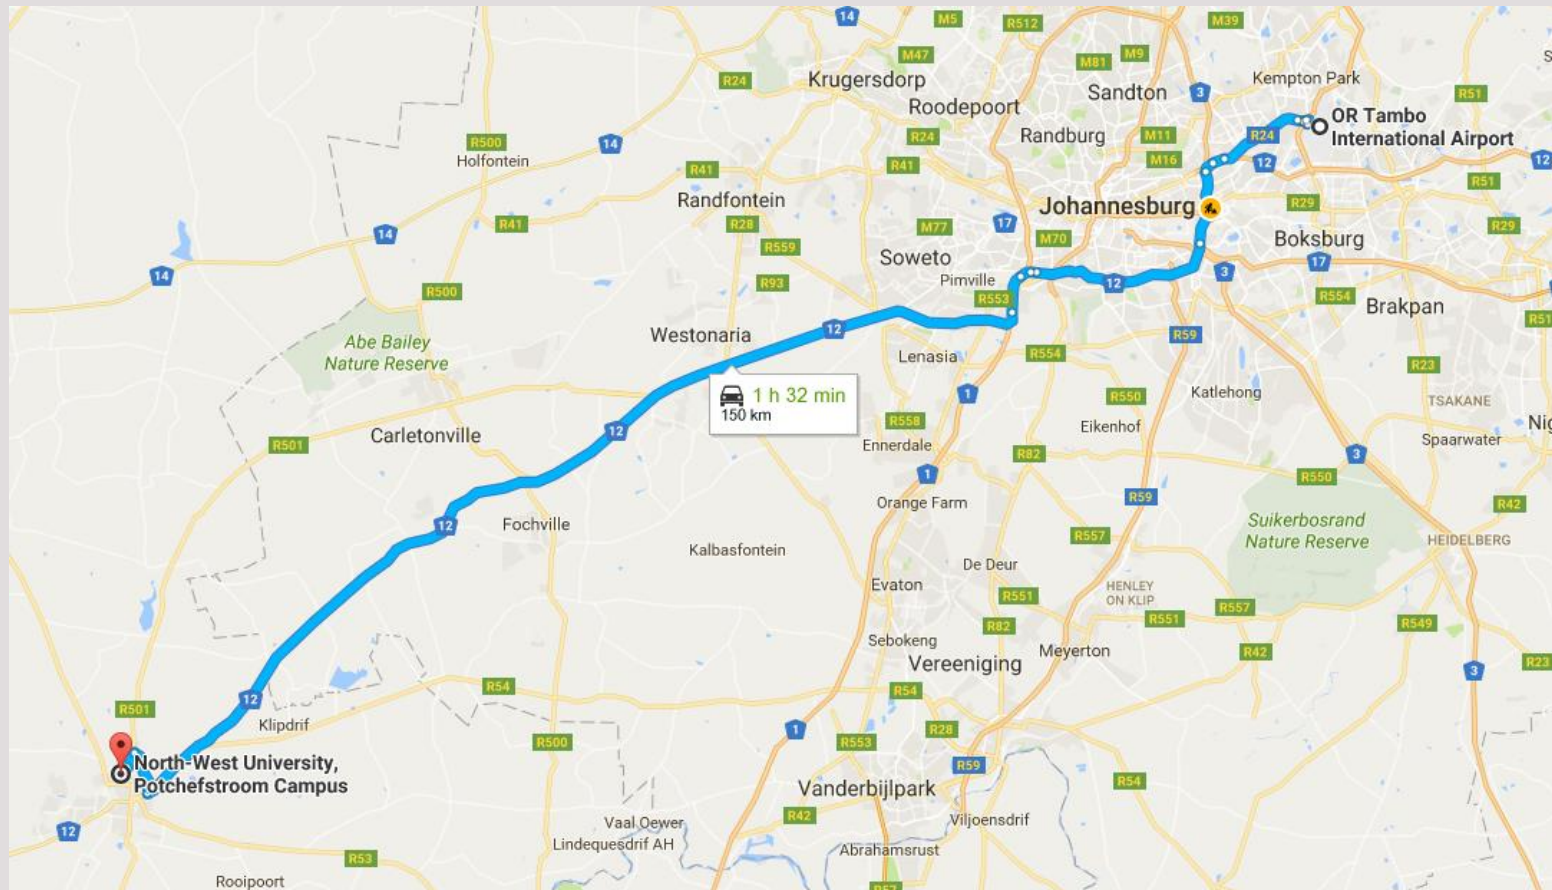 14
M5
R512
M39
M47
M81
M9
Krugersdorp
R24
Sandton
3
Kempton Park
R51
Roodepoort
OR Tambo
International Airport
R500
14
R24
Randburg
M11
R24
Holfontein
R41
R41
M16
12
12
Randfontein
R51
Johannesburg
R29
R41
R28
M77
17
R29
14
R559
M70
Boksburg
Soweto
17
14
R500
R93
Pimville
12
3
R553
R554
Brakpan
R51
Abe Bailey
Nature Reserve
Westonaria
12
R59
Lenasia
R554
R23
1 h 32 min
150 km
1
R550
Katlehong
TSAKANE
Carletonville
12
R558
Eikenhof
Nig
R501
Ennerdale
R82
3
Spaarwater
1
R550
Orange Farm
R59
R42
12
Fochville
Suikerbosrand
Nature Reserve
R557
HEIDELBERG
Kalbasfontein
De Deur
Evaton
HENLEY
ON KLIP
R551
R557
R551
R82
R549
Sebokeng
Vereeniging
Meyerton
R42
R23
3
R54
R54
12
R501
Klipdrif
1
R28
R500
R553
North-West University,
Potchefstroom Campus
R59
R54
Vanderbijlpark
R42
Vaal Oewer
Viljoensdrif
12
Lindequesdrif AH
R53
Abrahamsrust
Rooipoort
R57